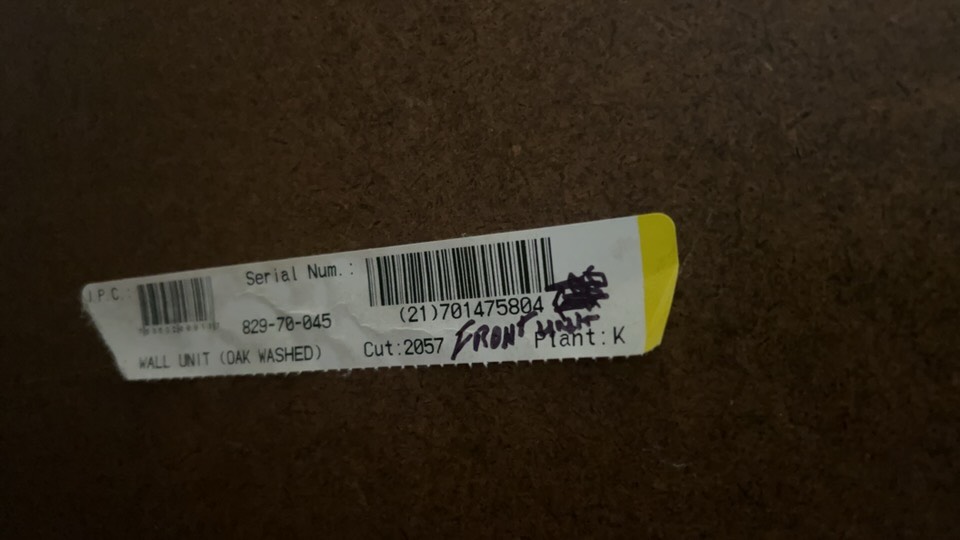 .P.C.:
Serial Num.:
(21)701475804
829-70-045
FRONT UNIT
WALL UNIT (OAK WASHED)
Cut:2057
Plant:K